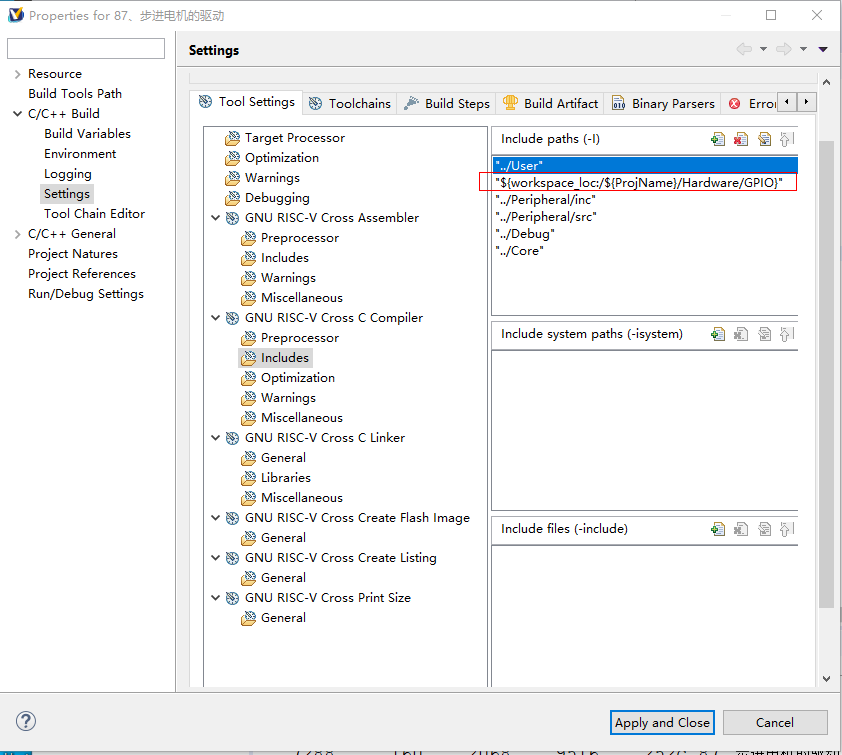 Properties for 87、步进电机的驱动
Settings
Resource
Build Tools Path
C/C++ Build
Build Variables
Environment
Logging
Settings
Tool Chain Editor
C/C++ General
Project Natures
Project References
Run/Debug Settings
Tool Settings
Toolchains
Build Steps
Build Artifact
Binary Parsers
Target Processor
Optimization
Warnings
Debugging
GNU RISC-V Cross Assembler
Preprocessor
Includes
Warnings
Miscellaneous
GNU RISC-V Cross C Compiler
Preprocessor
Includes
Optimization
Warnings
Miscellaneous
GNU RISC-V Cross C Linker
General
Libraries
Miscellaneous
GNU RISC-V Cross Create Flash Image
General
GNU RISC-V Cross Create Listing
General
GNU RISC-V Cross Print Size
General
Include paths (-I)
"../User"
"${workspace_loc:/${ProjName}/Hardware/GPIO}"
"../Peripheral/inc"
"../Peripheral/src"
"../Debug"
"../Core"
Include system paths (-isystem)
Include files (-include)
?
Apply and Close
Cancel